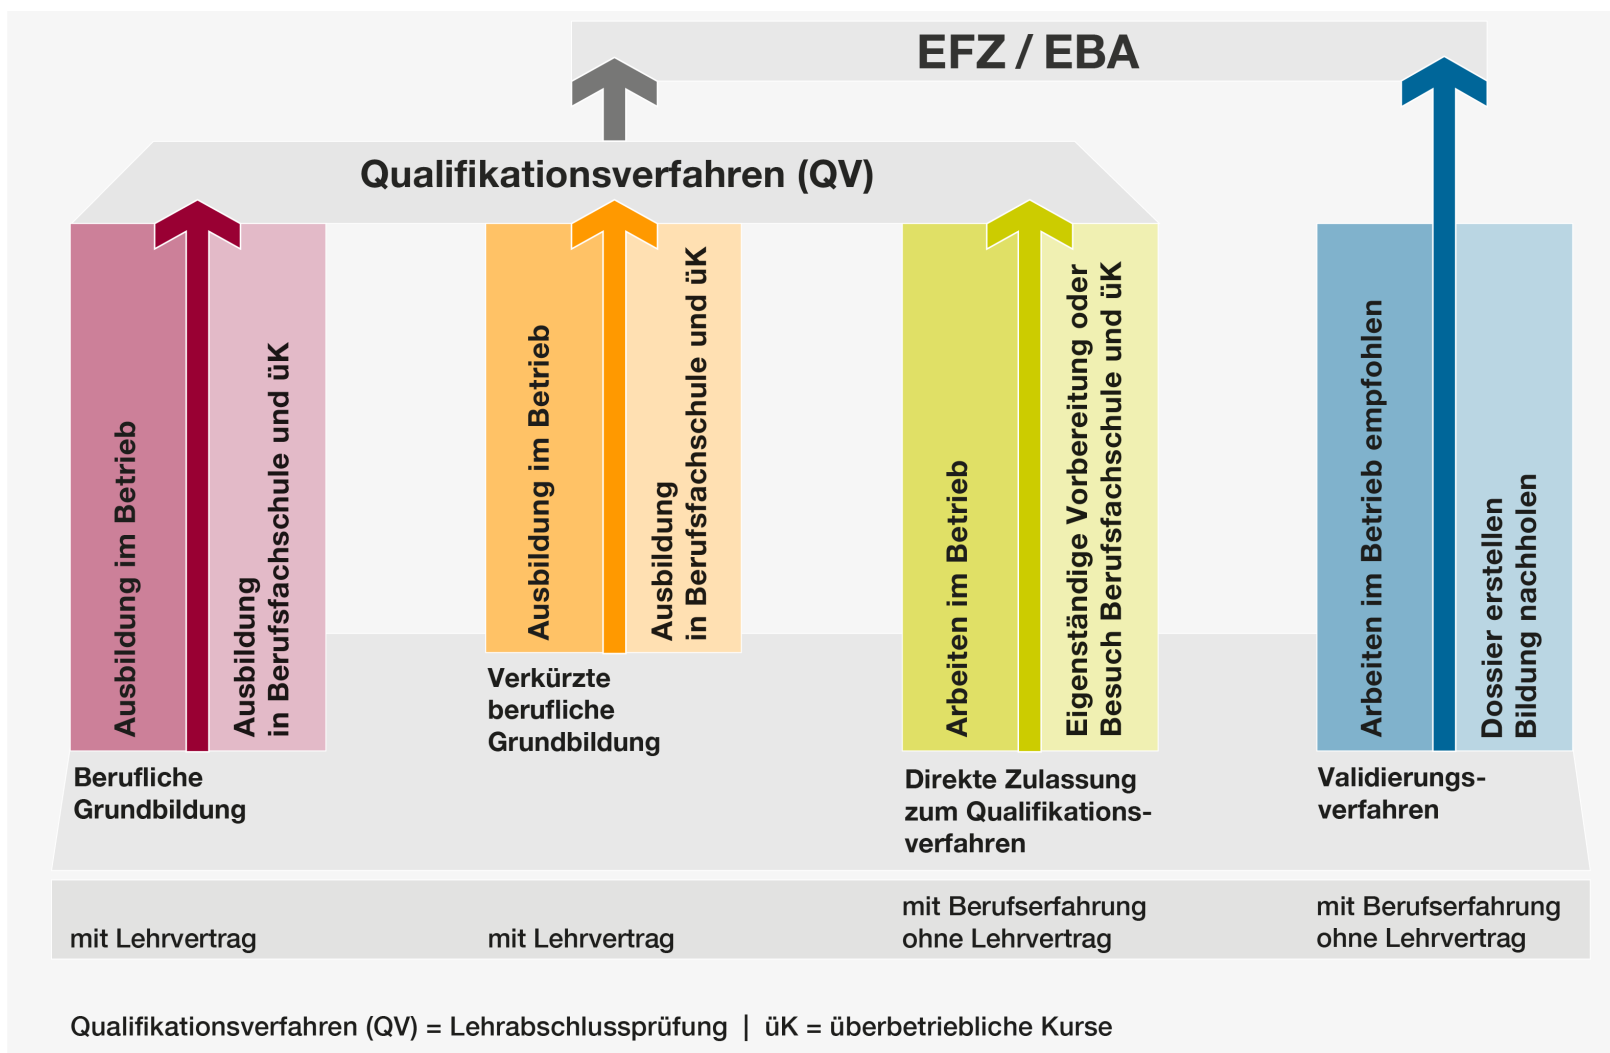 EFZ / EBA
Qualifikationsverfahren (QV)
Ausbildung im Betrieb
Ausbildung
in Berufsfachschule und üK
Berufliche
Grundbildung
Ausbildung im Betrieb
Ausbildung
in Berufsfachschule und üK
Verkürzte
berufliche
Grundbildung
Arbeiten im Betrieb
Eigenständige Vorbereitung oder
Besuch Berufsfachschule und üK
Direkte Zulassung
zum Qualifikations-
verfahren
Arbeiten im Betrieb empfohlen
Dossier erstellen
Bildung nachholen
Validierungs-
verfahren
mit Lehrvertrag
mit Lehrvertrag
mit Berufserfahrung
ohne Lehrvertrag
mit Berufserfahrung
ohne Lehrvertrag
Qualifikationsverfahren (QV) = Lehrabschlussprüfung | üK = überbetriebliche Kurse